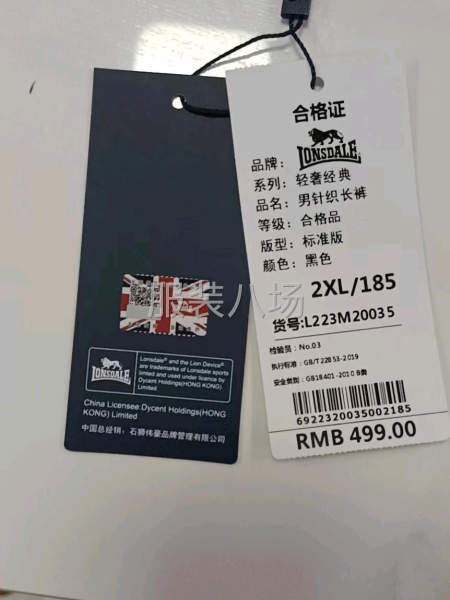 合格证
品牌：LONSDALE
系列：轻奢经典
品名：男针织长裤
等级：合格品
版型：标准版
颜色：黑色
2XL/185
货号:L223M20035
检验员：No.03
执行标准：GB/T22853-2019
安全类别：GB18401-2010 B类
6922320035002185
RMB 499.00
服装八场
LONSDALE
Lonsdale® and the Lion Device®
are trademarks of Lonsdale sports
limited and used under licence by
Dycent Holdings(HONG KONG).
China Licensee:Dycent Holdings(HONG
KONG) Limited
中国总经销：石狮伟豪品牌管理有限公司